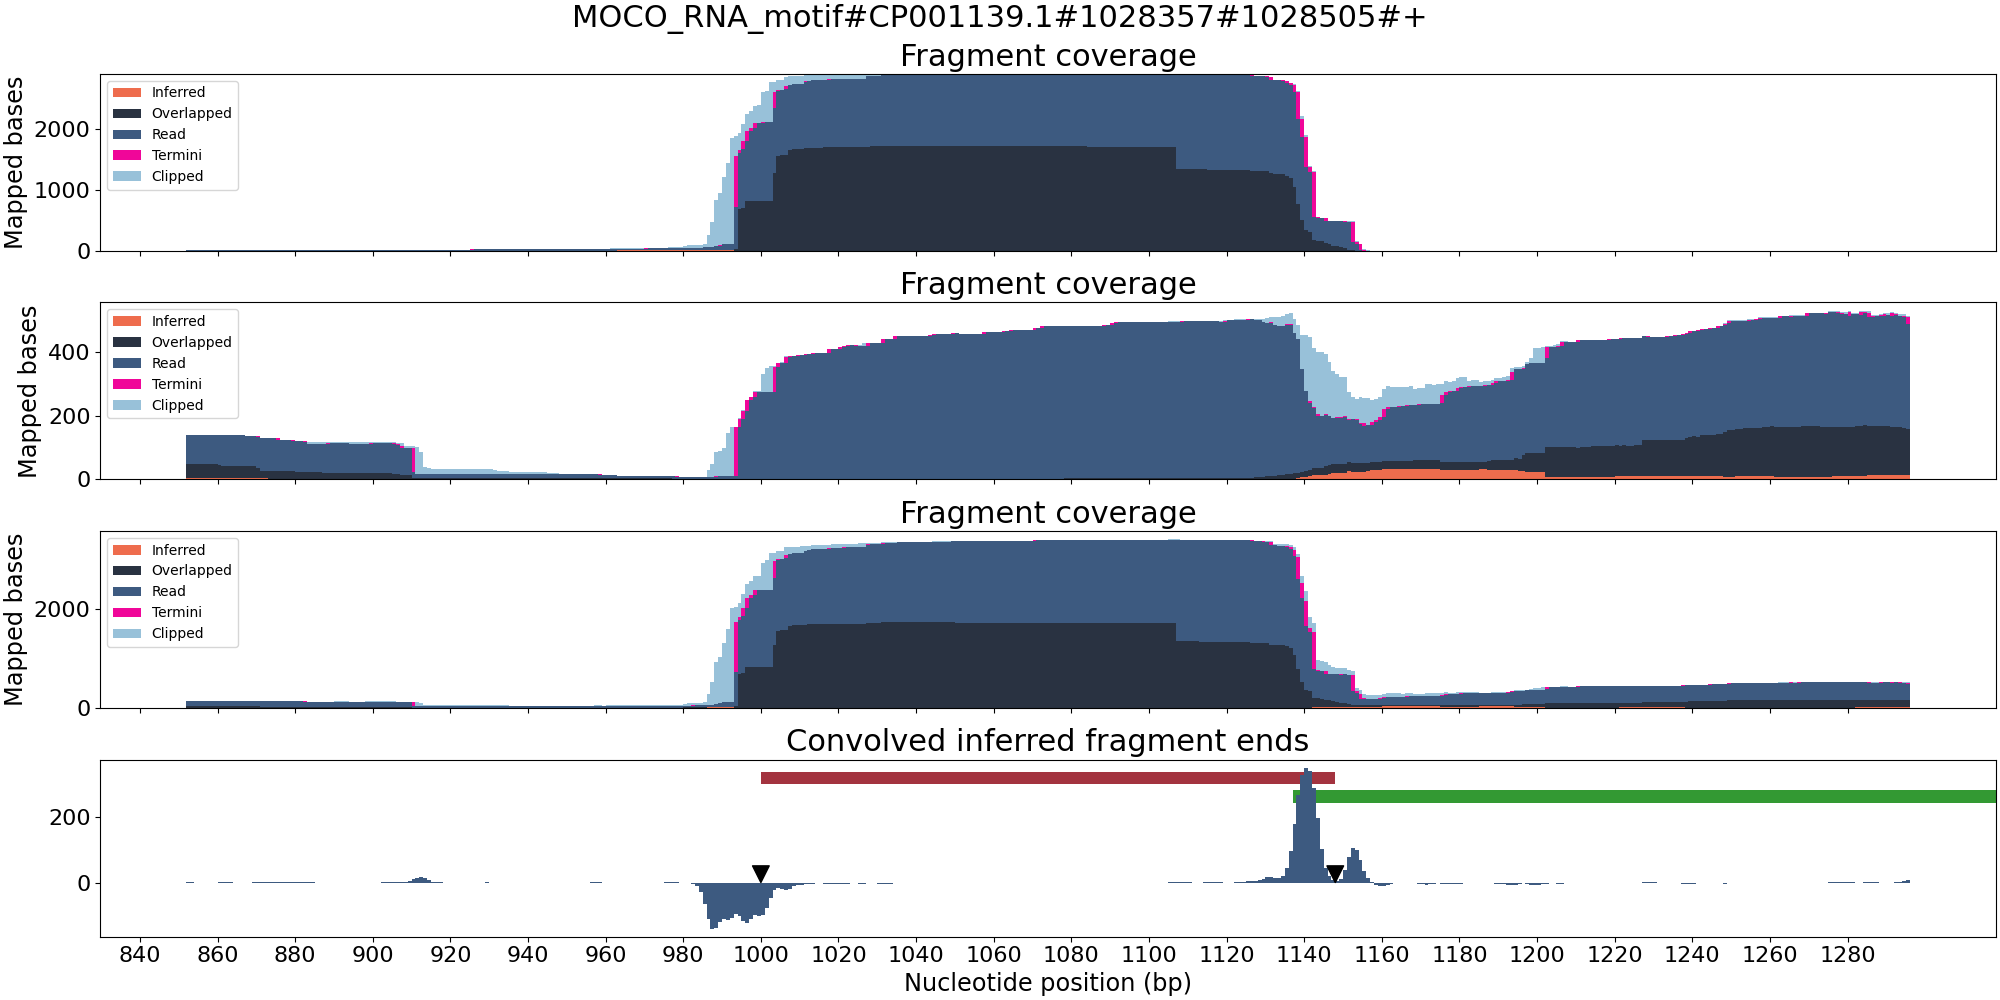 MOCO_RNA_motif#CP001139.1#1028357#1028505#+
Fragment coverage
Mapped bases
2000
1000
0
Inferred
Overlapped
Read
Termini
Clipped
Fragment coverage
Mapped bases
400
200
0
Inferred
Overlapped
Read
Termini
Clipped
Fragment coverage
Mapped bases
2000
0
Inferred
Overlapped
Read
Termini
Clipped
Convolved inferred fragment ends
200
0
840 860 880 900 920 940 960 980 1000 1020 1040 1060 1080 1100 1120 1140 1160 1180 1200 1220 1240 1260 1280
Nucleotide position (bp)